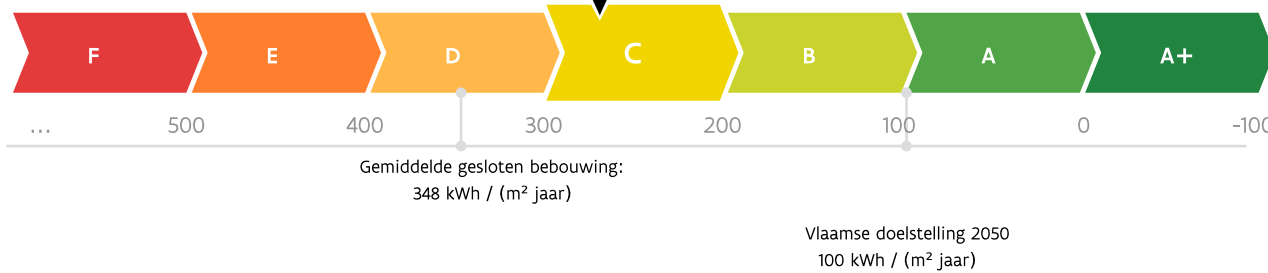 F E D C B A A+
... 500 400 300 200 100 0 -100
Gemiddelde gesloten bebouwing:
348 kWh / (m² jaar)
Vlaamse doelstelling 2050
100 kWh / (m² jaar)